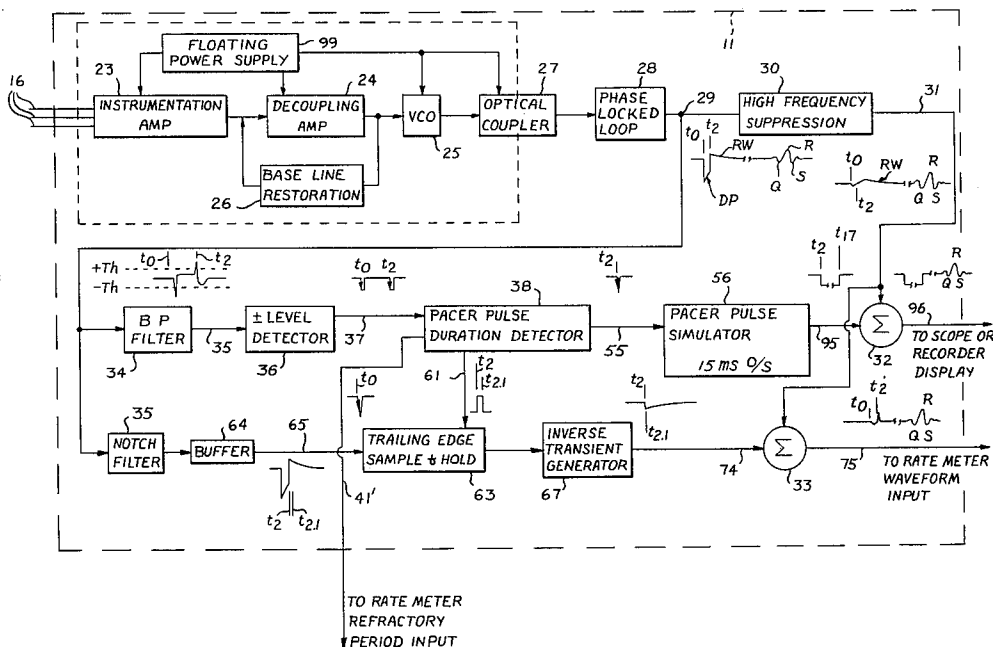 11
FLOATING
POWER SUPPLY
99
16
23
INSTRUMENTATION
AMP
24
DECOUPLING
AMP
VCO
25
27
OPTICAL
COUPLER
28
PHASE
LOCKED
LOOP
29
30
HIGH FREQUENCY
SUPPRESSION
31
BASE LINE
RESTORATION
26
t0
t2
RW
R
Q
S
DP
t0
RW
R
t2
Q S
+Th
-Th
t0
t2
t0
t2
t2
t2
t17
R
Q S
B P
FILTER
34
35
± LEVEL
DETECTOR
36
37
38
PACER PULSE
DURATION DETECTOR
55
56
PACER PULSE
SIMULATOR
15 ms O/S
95
Σ
32
96
TO SCOPE OR
RECORDER
DISPLAY
61
t0
t2
t2.1
35
NOTCH
FILTER
64
BUFFER
65
t2
t2.1
41'
TRAILING EDGE
SAMPLE & HOLD
63
INVERSE
TRANSIENT
GENERATOR
67
t2
t2.1
74
Σ
33
t0
t2
R
Q S
75
TO RATE METER
WAVEFORM
INPUT
TO RATE METER
REFRACTORY
PERIOD INPUT